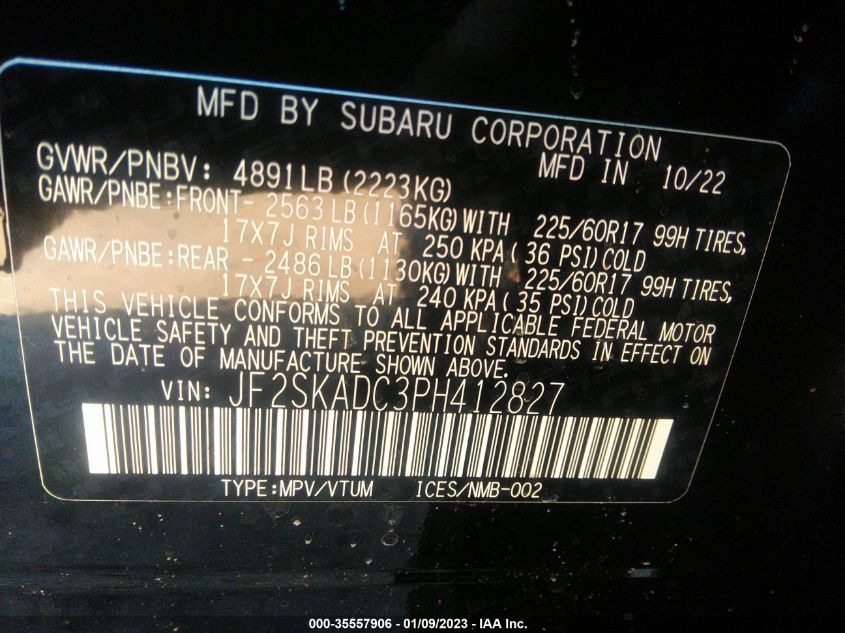 MFD BY SUBARU CORPORATION
GVWR/PNBV: 4891LB (2223KG) MFD IN 10/22
GAWR/PNBE:FRONT- 2563 LB (1165KG) WITH 225/60R17 99H TIRES,
17X7J RIMS AT 250 KPA ( 36 PSI) COLD
GAWR/PNBE:REAR - 2486 LB (1130KG) WITH 225/60R17 99H TIRES,
17X7J RIMS AT 240 KPA ( 35 PSI) COLD
THIS VEHICLE CONFORMS TO ALL APPLICABLE FEDERAL MOTOR
VEHICLE SAFETY AND THEFT PREVENTION STANDARDS IN EFFECT ON
THE DATE OF MANUFACTURE SHOWN ABOVE.
VIN: JF2SKADC3PH412827
TYPE:MPV/VTUM ICES/NMB-002
000-35557906 - 01/09/2023 - IAA Inc.